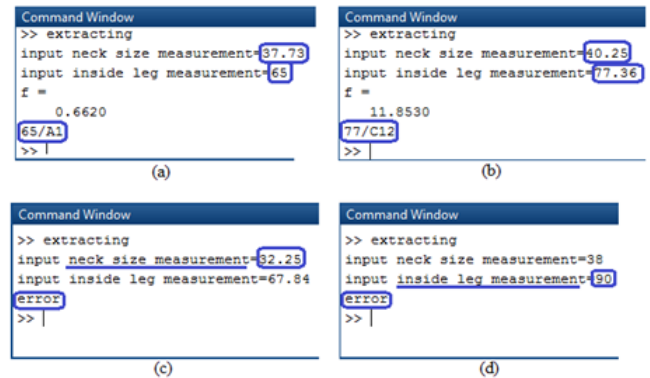 Command Window
>> extracting
input neck size measurement=37.73
input inside leg measurement=65
f =
0.6620
65/A1
>>
(a)
Command Window
>> extracting
input neck size measurement=40.25
input inside leg measurement=77.36
f =
11.8530
77/C12
>>
(b)
Command Window
>> extracting
input neck size measurement=32.25
input inside leg measurement=67.84
error
>>
(c)
Command Window
>> extracting
input neck size measurement=38
input inside leg measurement=90
error
>>
(d)